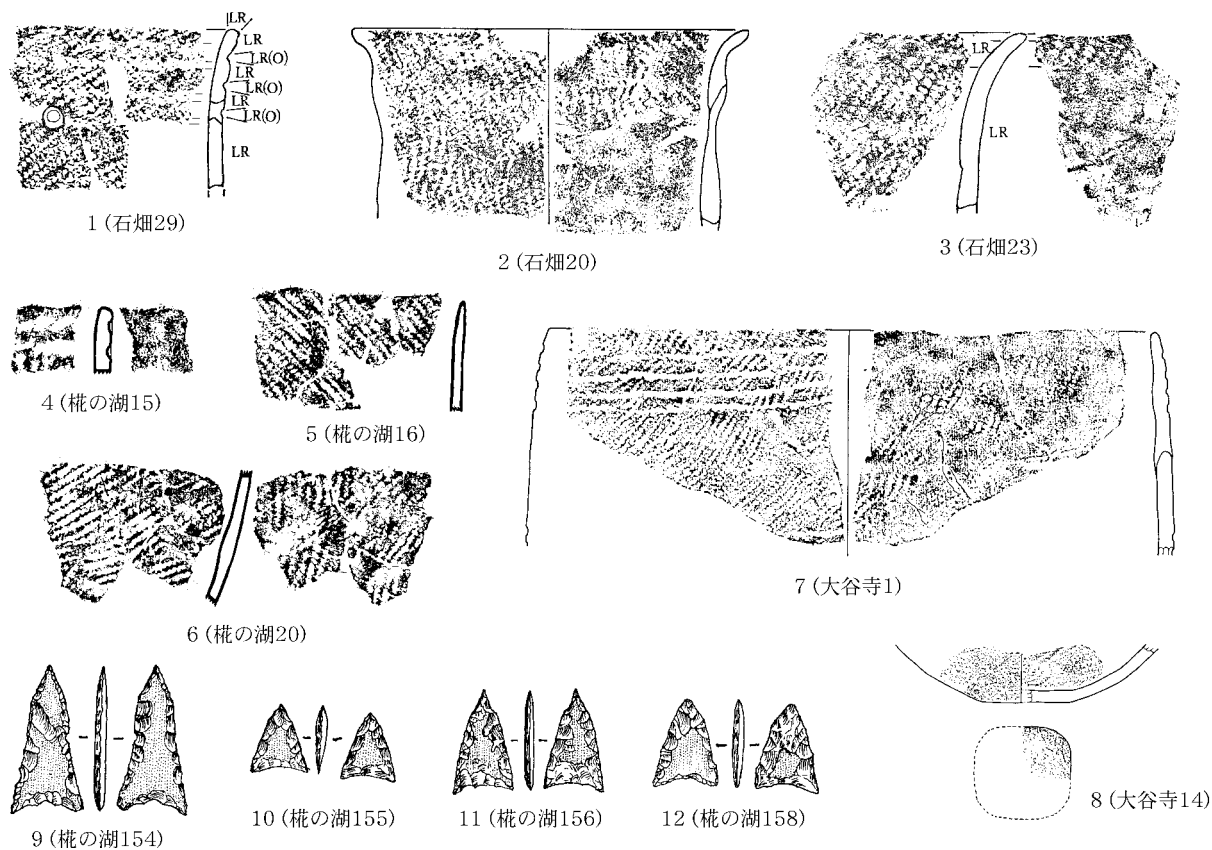 LR
LR
LR(O)
LR
LR(O)
LR
LR(O)
LR
1 (石畑29)
2 (石畑20)
LR
LR
3 (石畑23)
4 (椛の湖15)
5 (椛の湖16)
6 (椛の湖20)
7 (大谷寺1)
8 (大谷寺14)
9 (椛の湖154)
10 (椛の湖155)
11 (椛の湖156)
12 (椛の湖158)